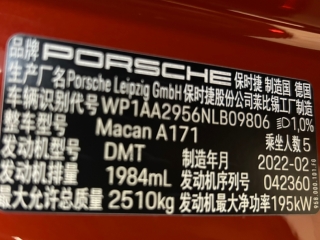 品牌 PORSCHE 保时捷 制造国 德国
生产厂名 Porsche Leipzig GmbH 保时捷股份公司莱比锡工厂制造
车辆识别代号 WP1AA2956NLB09806 1,0%
整车型号 Macan A171 乘坐人数 5
发动机型号 DMT 制造年月 2022-02
发动机排量 1984mL 发动机序列号 042360
最大允许总质量 2510kg 发动机最大净功率 195kW